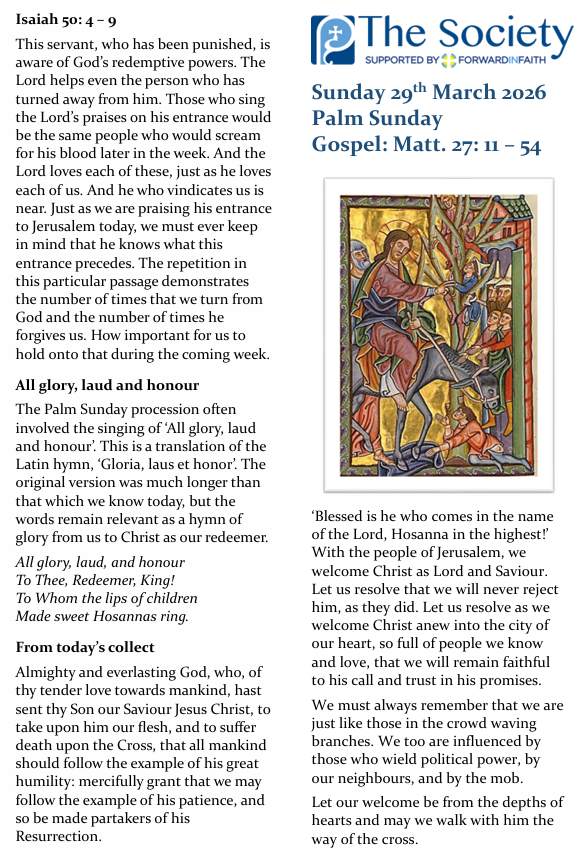 Isaiah 50: 4 – 9
This servant, who has been punished, is
aware of God's redemptive powers. The
Lord helps even the person who has
turned away from him. Those who sing
the Lord's praises on his entrance would
be the same people who would scream
for his blood later in the week. And the
Lord loves each of these, just as he loves
each of us. And he who vindicates us is
near. Just as we are praising his entrance
to Jerusalem today, we must ever keep
in mind that he knows what this
entrance precedes. The repetition in
this particular passage demonstrates
the number of times that we turn from
God and the number of times he
forgives us. How important for us to
hold onto that during the coming week.
All glory, laud and honour
The Palm Sunday procession often
involved the singing of 'All glory, laud
and honour'. This is a translation of the
Latin hymn, 'Gloria, laus et honor'. The
original version was much longer than
that which we know today, but the
words remain relevant as a hymn of
glory from us to Christ as our redeemer.
All glory, laud, and honour
To Thee, Redeemer, King!
To Whom the lips of children
Made sweet Hosannas ring.
From today's collect
Almighty and everlasting God, who, of
thy tender love towards mankind, hast
sent thy Son our Saviour Jesus Christ, to
take upon him our flesh, and to suffer
death upon the Cross, that all mankind
should follow the example of his great
humility: mercifully grant that we may
follow the example of his patience, and
so be made partakers of his
Resurrection.
The Society
SUPPORTED BY FORWARDINFAITH
Sunday 29th March 2026
Palm Sunday
Gospel: Matt. 27: 11 – 54
'Blessed is he who comes in the name
of the Lord, Hosanna in the highest!'
With the people of Jerusalem, we
welcome Christ as Lord and Saviour.
Let us resolve that we will never reject
him, as they did. Let us resolve as we
welcome Christ anew into the city of
our heart, so full of people we know
and love, that we will remain faithful
to his call and trust in his promises.
We must always remember that we are
just like those in the crowd waving
branches. We too are influenced by
those who wield political power, by
our neighbours, and by the mob.
Let our welcome be from the depths of
hearts and may we walk with him the
way of the cross.